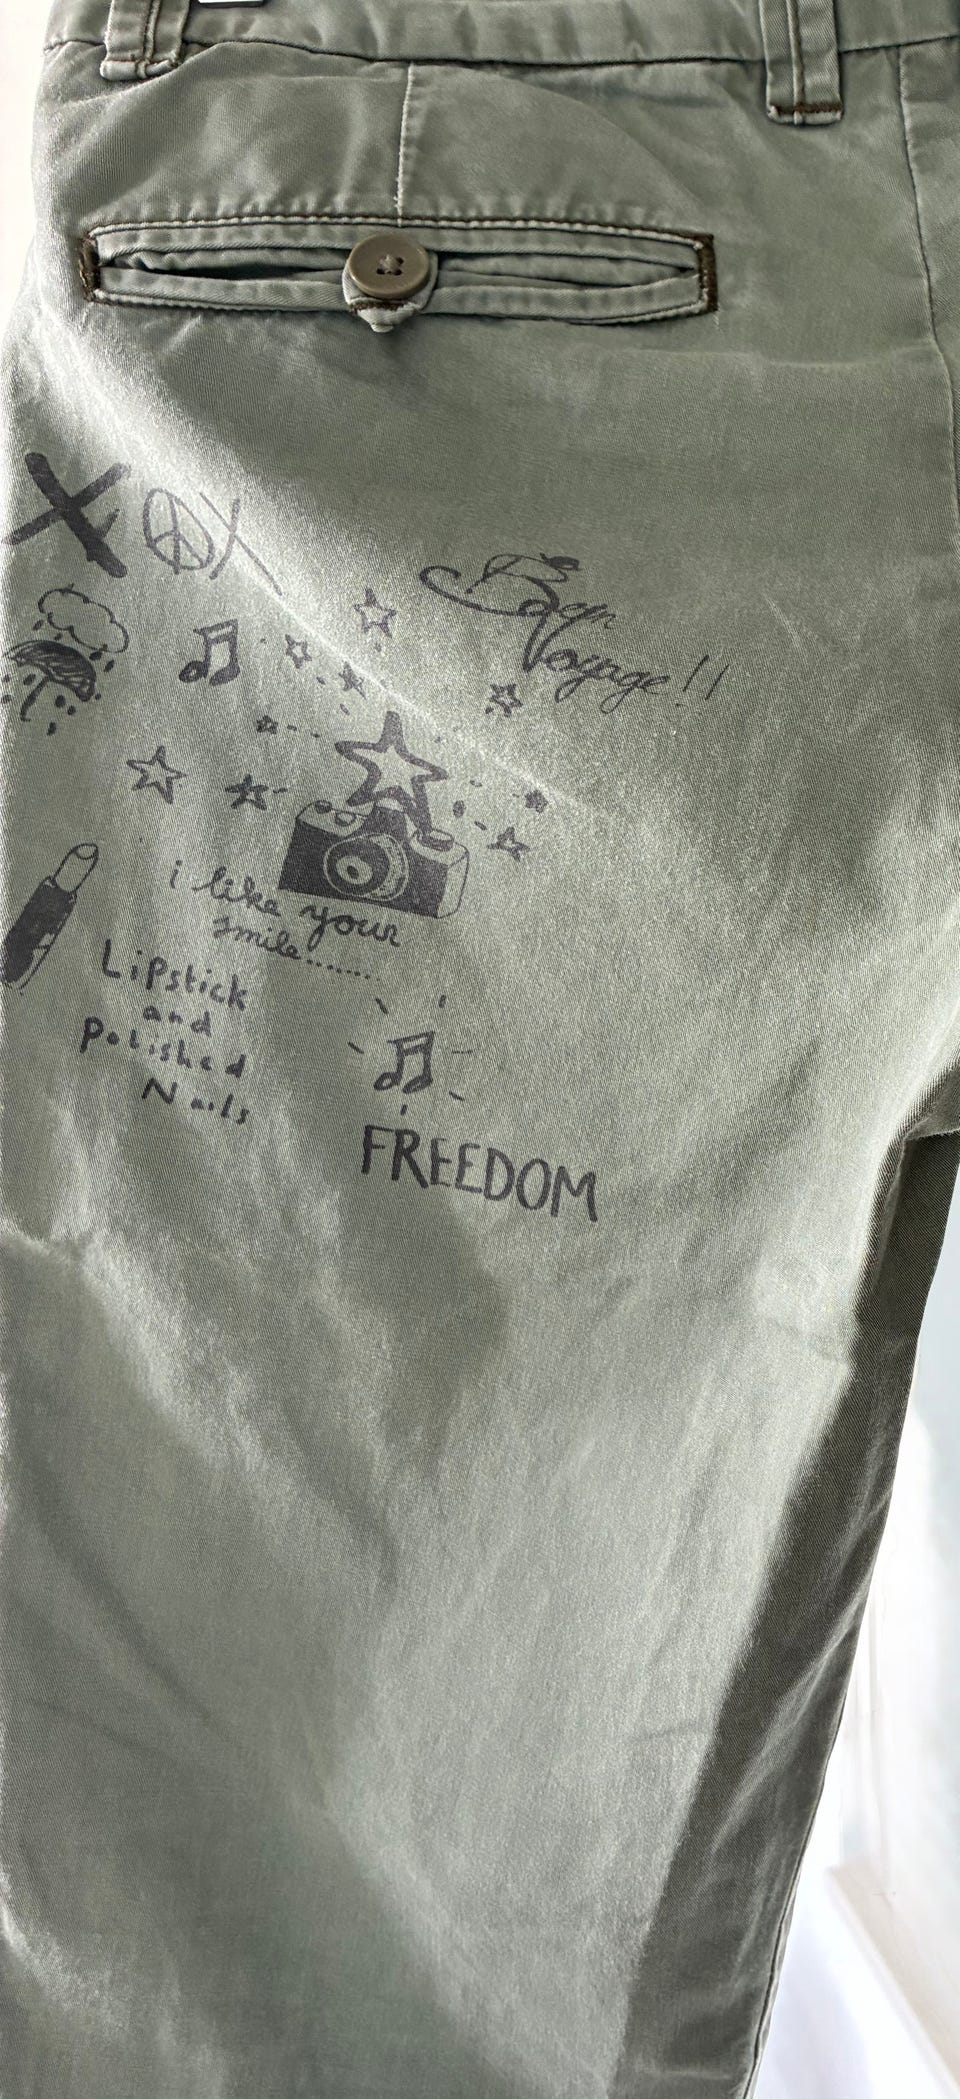 XOX
Bon
Voyage!!
i like your
smile........
Lipstick
and
Polished
Nails
FREEDOM